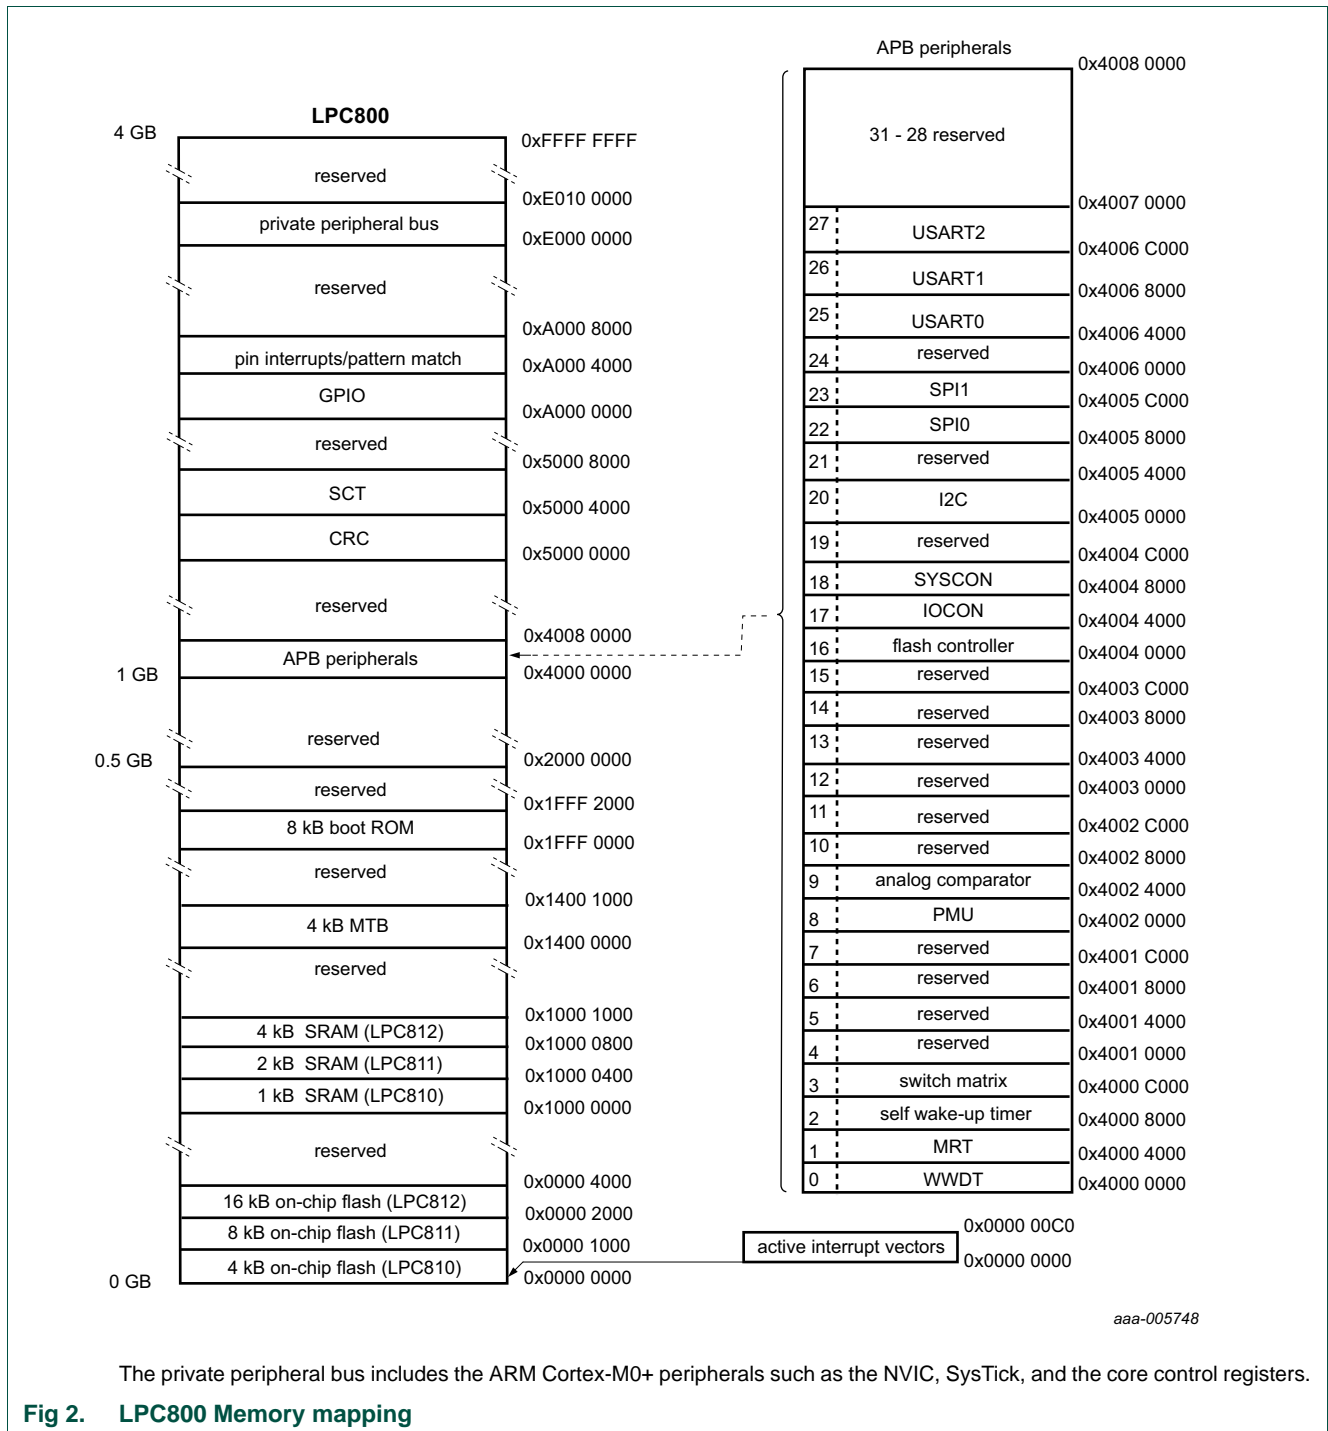 LPC800
4 GB
0xFFFF FFFF
reserved
0xE010 0000
private peripheral bus
0xE000 0000
reserved
0xA000 8000
pin interrupts/pattern match
0xA000 4000
GPIO
0xA000 0000
reserved
0x5000 8000
SCT
0x5000 4000
CRC
0x5000 0000
reserved
0x4008 0000
APB peripherals
1 GB
0x4000 0000
reserved
0.5 GB
0x2000 0000
reserved
0x1FFF 2000
8 kB boot ROM
0x1FFF 0000
reserved
0x1400 1000
4 kB MTB
0x1400 0000
reserved
0x1000 1000
4 kB SRAM (LPC812)
0x1000 0800
2 kB SRAM (LPC811)
0x1000 0400
1 kB SRAM (LPC810)
0x1000 0000
reserved
0x0000 4000
16 kB on-chip flash (LPC812)
0x0000 2000
8 kB on-chip flash (LPC811)
0x0000 1000
4 kB on-chip flash (LPC810)
0 GB
0x0000 0000
APB peripherals
0x4008 0000
31 - 28 reserved
0x4007 0000
27 USART2
0x4006 C000
26 USART1
0x4006 8000
25 USART0
0x4006 4000
24 reserved
0x4006 0000
23 SPI1
0x4005 C000
22 SPI0
0x4005 8000
21 reserved
0x4005 4000
20 I2C
0x4005 0000
19 reserved
0x4004 C000
18 SYSCON
0x4004 8000
17 IOCON
0x4004 4000
16 flash controller
0x4004 0000
15 reserved
0x4003 C000
14 reserved
0x4003 8000
13 reserved
0x4003 4000
12 reserved
0x4003 0000
11 reserved
0x4002 C000
10 reserved
0x4002 8000
9 analog comparator
0x4002 4000
8 PMU
0x4002 0000
7 reserved
0x4001 C000
6 reserved
0x4001 8000
5 reserved
0x4001 4000
4 reserved
0x4001 0000
3 switch matrix
0x4000 C000
2 self wake-up timer
0x4000 8000
1 MRT
0x4000 4000
0 WWDT
0x4000 0000
0x0000 00C0
active interrupt vectors
0x0000 0000
aaa-005748
The private peripheral bus includes the ARM Cortex-M0+ peripherals such as the NVIC, SysTick, and the core control registers.
Fig 2. LPC800 Memory mapping